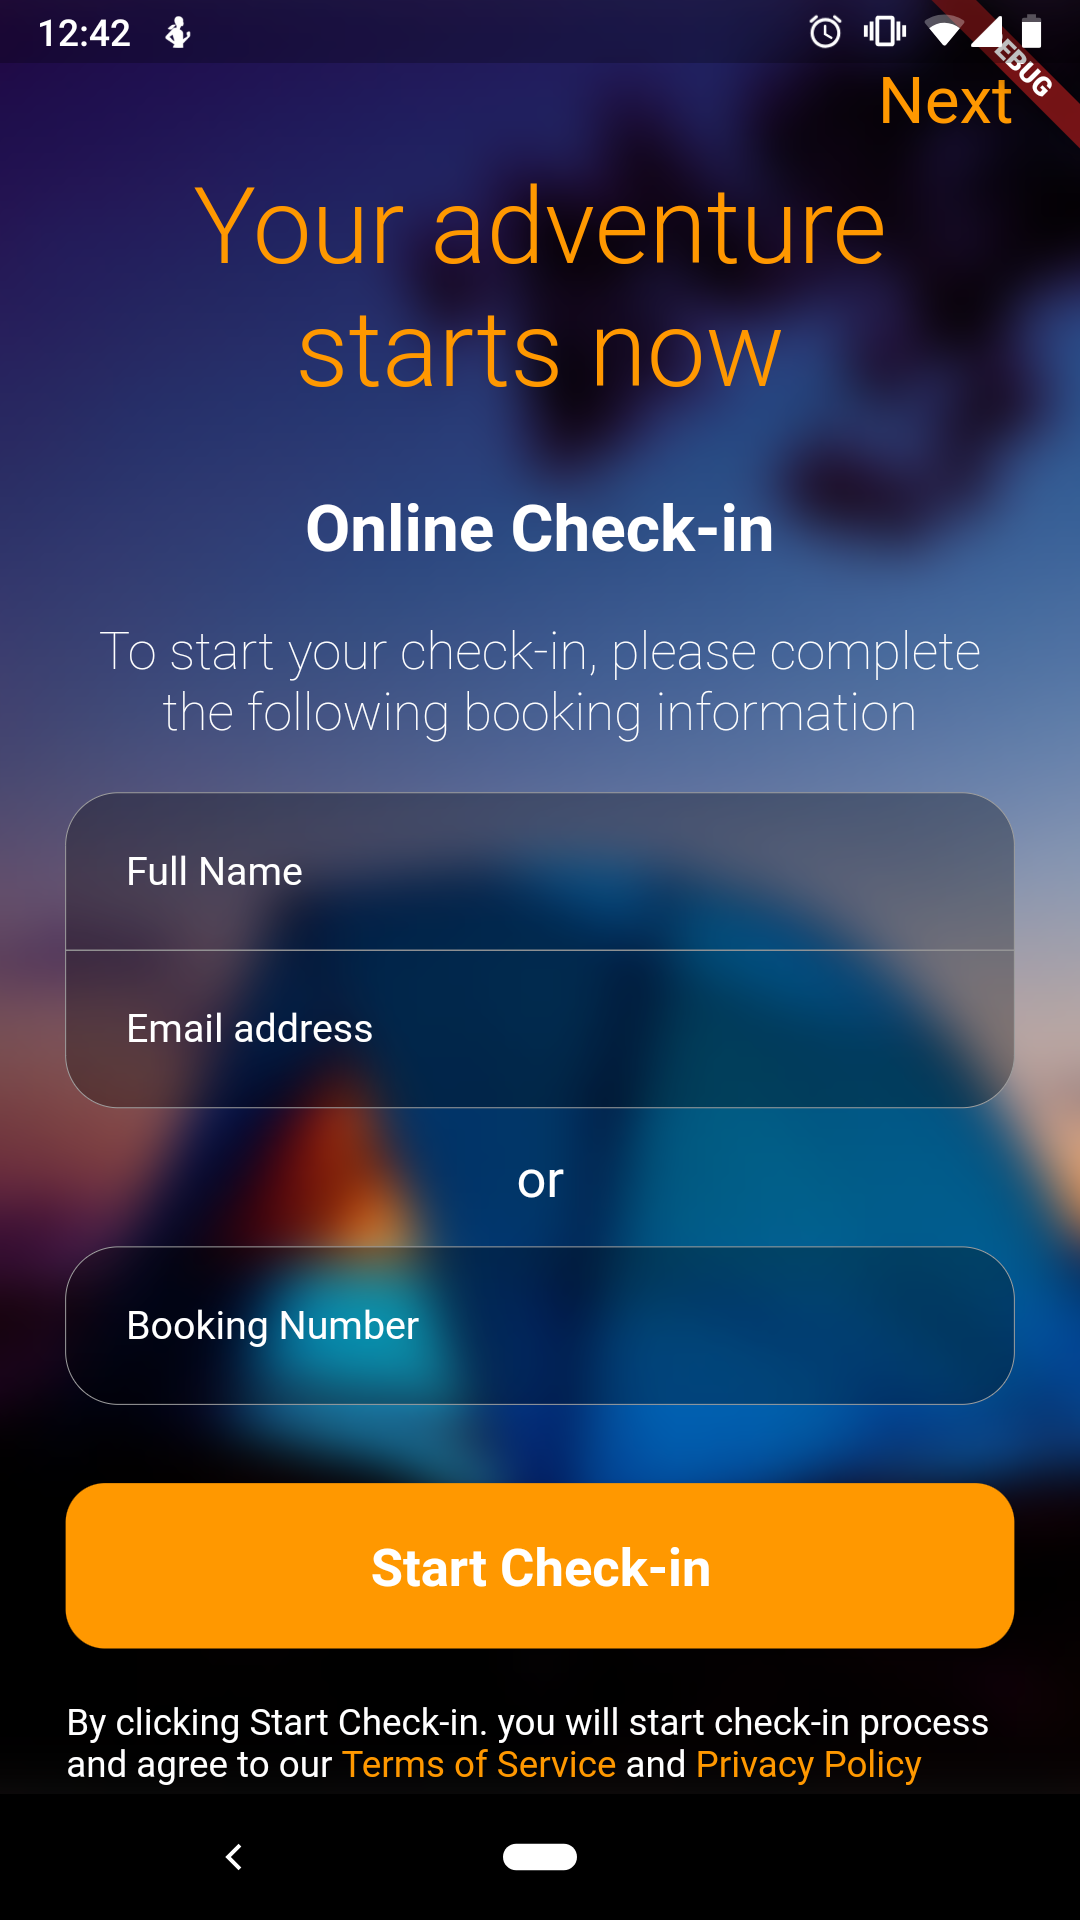 12:42
EBUG
Next
Your adventure
starts now
Online Check-in
To start your check-in, please complete
the following booking information
Full Name
Email address
or
Booking Number
Start Check-in
By clicking Start Check-in. you will start check-in process
and agree to our Terms of Service and Privacy Policy